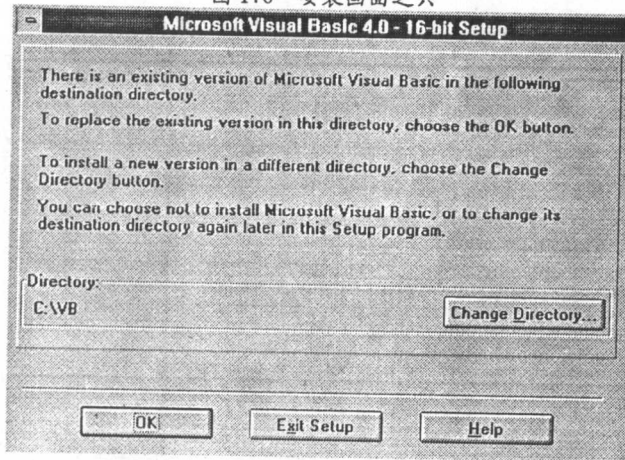 Microsoft Visual Basic 4.0 - 16-bit Setup
There is an existing version of Microsoft Visual Basic in the following
destination directory.
To replace the existing version in this directory, choose the OK button.
To install a new version in a different directory, choose the Change
Directory button.
You can choose not to install Microsoft Visual Basic, or to change its
destination directory again later in this Setup program.
Directory:
C:\VB
Change Directory...
OK
Exit Setup
Help